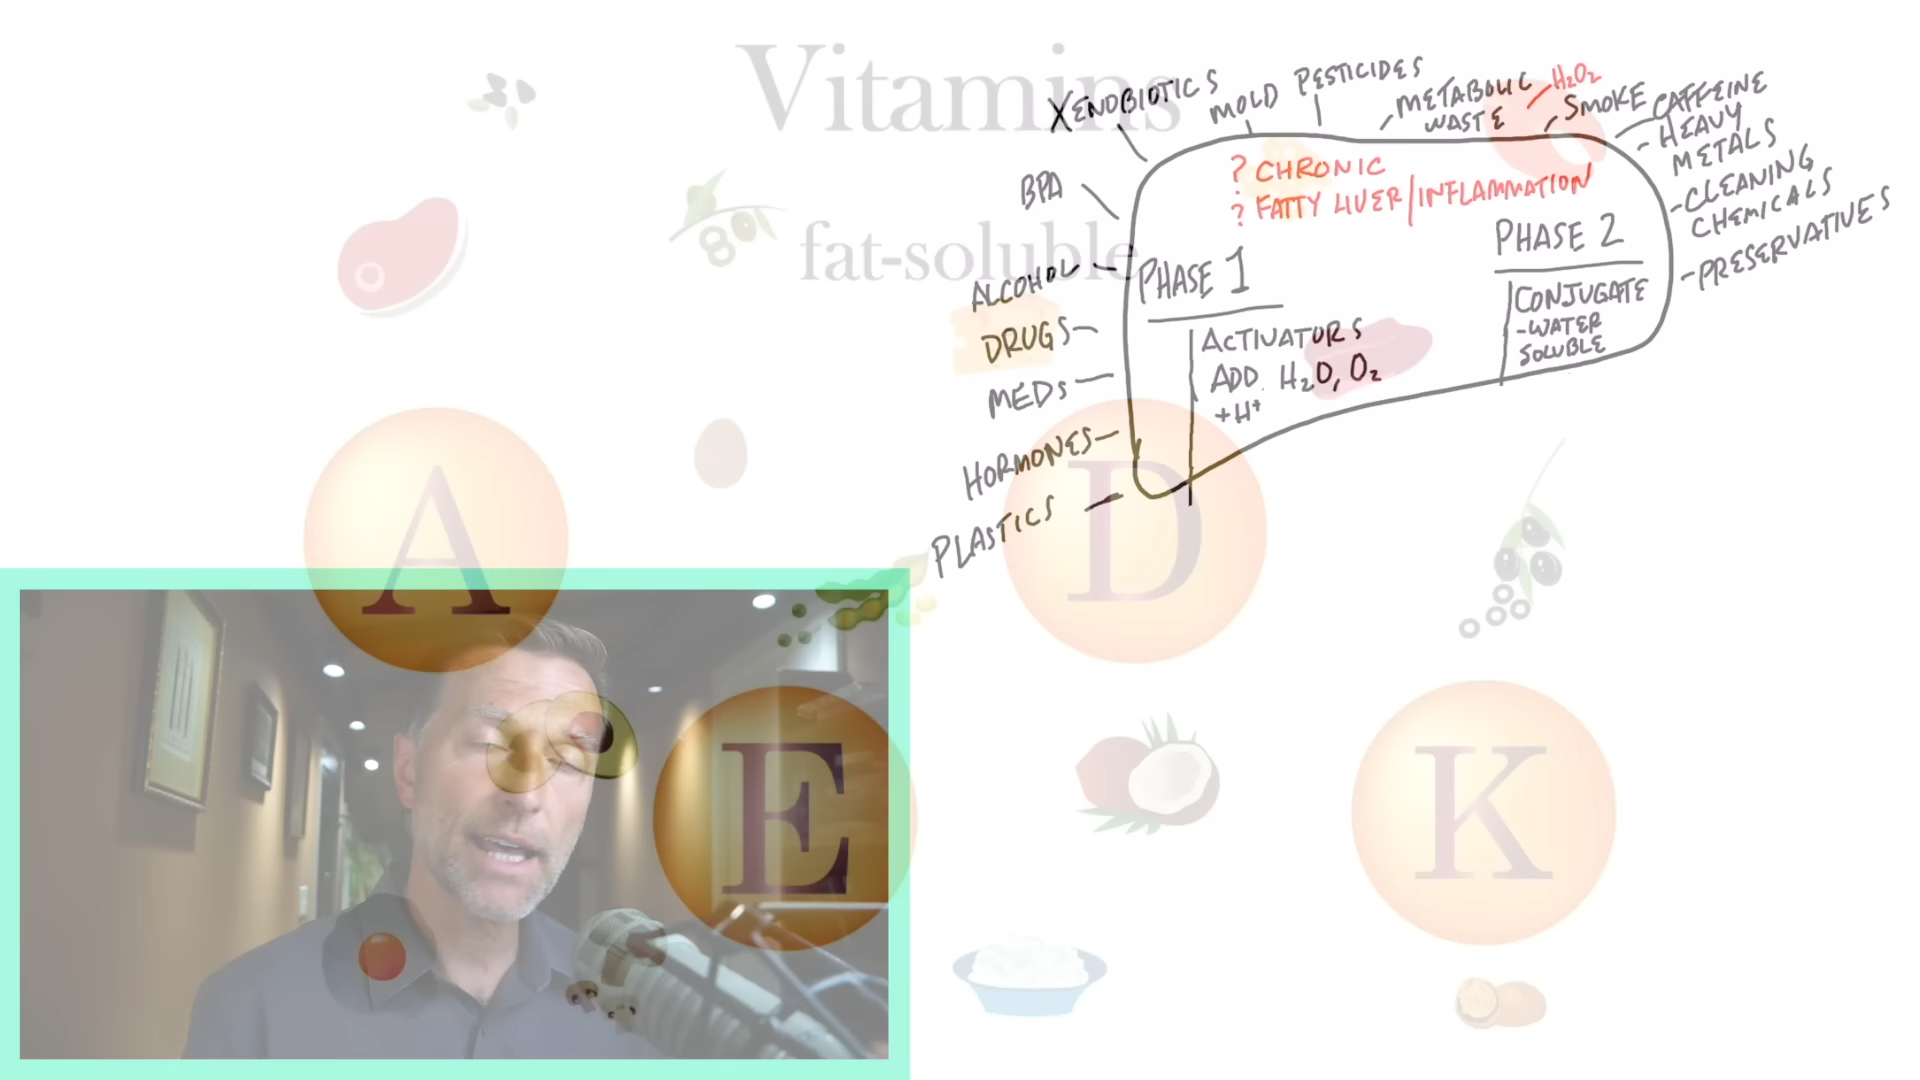 Vitamins
fat-soluble
A
D
E
K
XENOBIOTICS
MOLD
PESTICIDES
METABOLIC
WASTE
H₂O₂
SMOKE
CAFFEINE
- HEAVY
METALS
- CLEANING
CHEMICALS
- PRESERVATIVES
BPA
ALCOHOL
DRUGS
MEDS
HORMONES
PLASTICS
? CHRONIC
? FATTY LIVER/INFLAMMATION
PHASE 1
ACTIVATORS
ADD H₂O, O₂
+H⁺
PHASE 2
CONJUGATE
-WATER
SOLUBLE